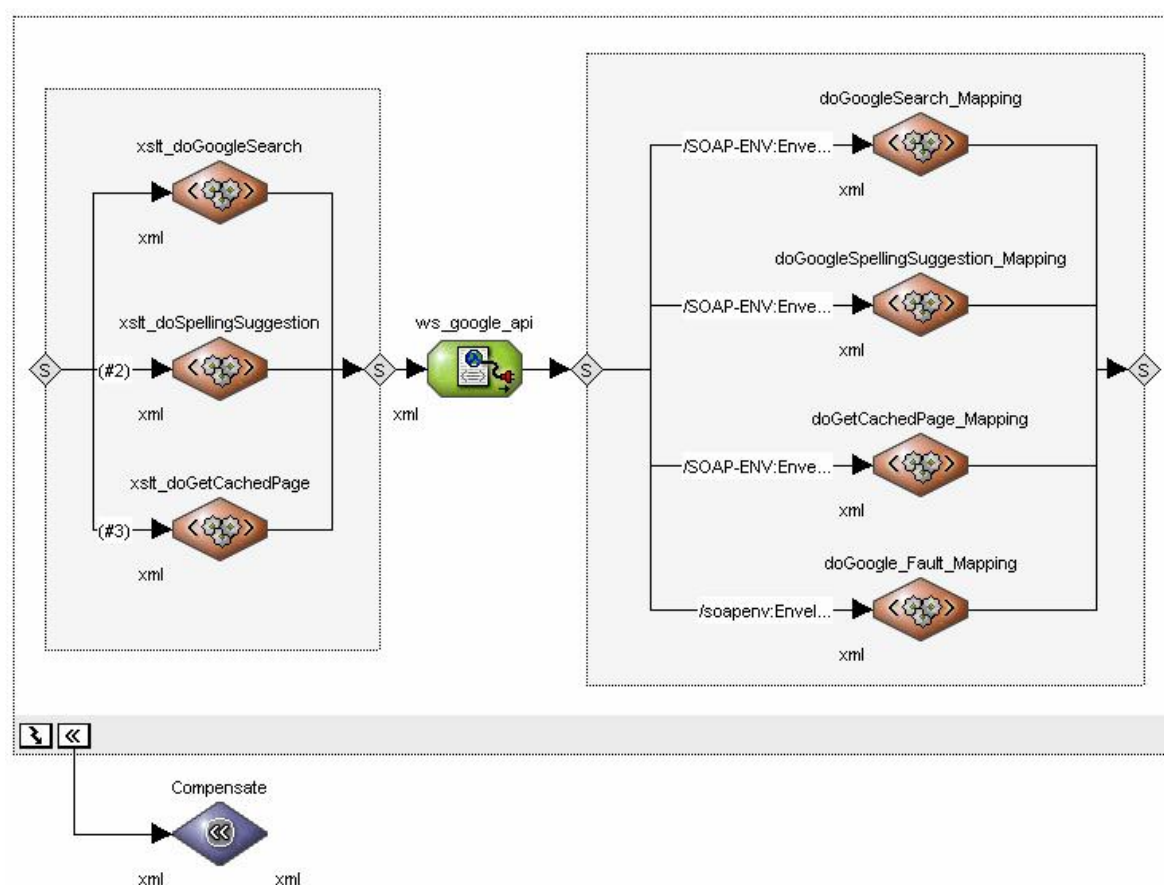 doGoogleSearch_Mapping
xslt_doGoogleSearch
/SOAP-ENV:Enve...
xml
xml
doGoogleSpellingSuggestion_Mapping
/SOAP-ENV:Enve...
xslt_doSpellingSuggestion
ws_google_api
xml
S
(#2)
S
S
S
xml
xml
doGetCachedPage_Mapping
/SOAP-ENV:Enve...
xslt_doGetCachedPage
xml
(#3)
doGoogle_Fault_Mapping
xml
/soapenv:Envel...
xml
Compensate
xml
xml